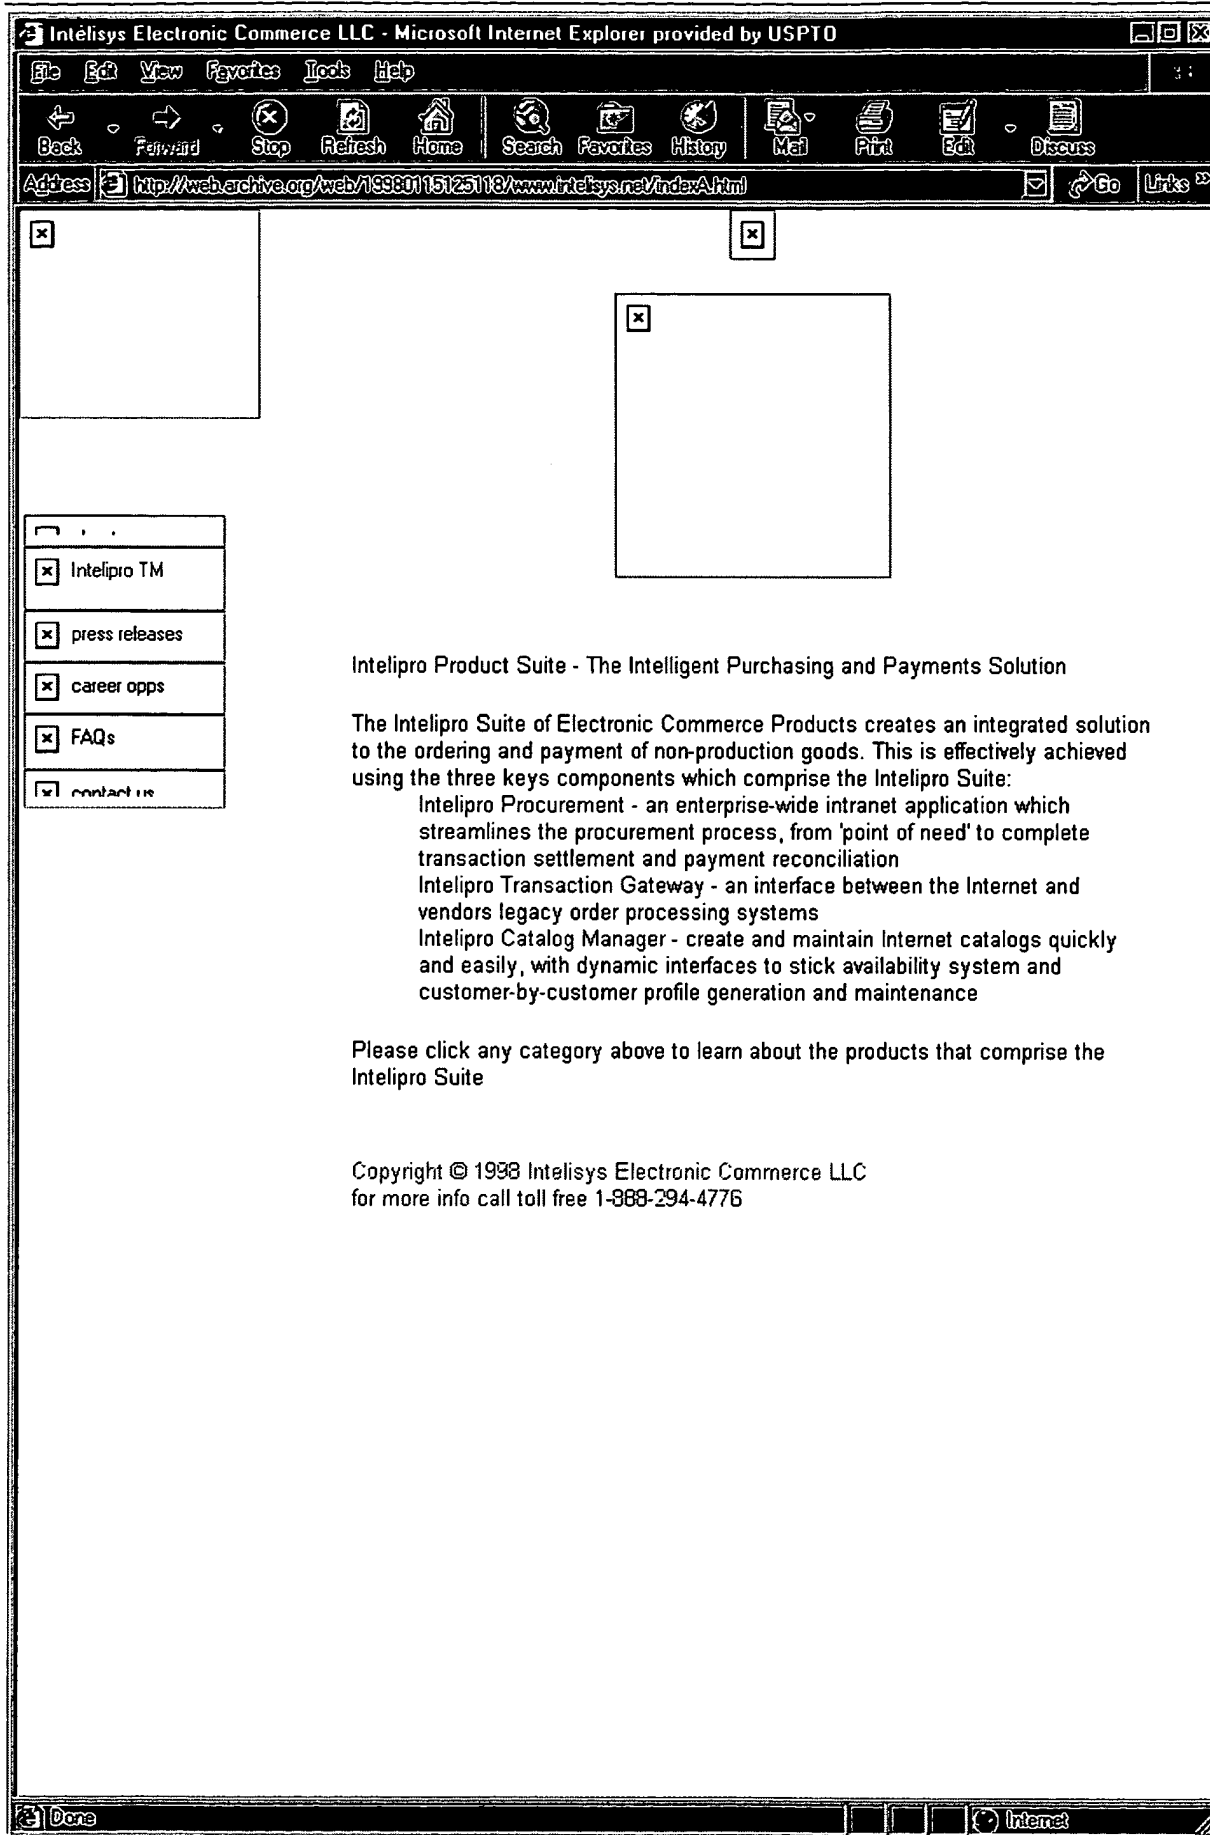 Intelisys Electronic Commerce LLC - Microsoft Internet Explorer provided by USPTO
File Edit View Favorites Tools Help
Back Forward Stop Refresh Home Search Favorites History Mail Print Edit Discuss
Address http://web.archive.org/web/19980115125118/www.intelisys.net/indexA.html Go Links »
Intelipro TM
press releases
career opps
FAQs
contact us
Intelipro Product Suite - The Intelligent Purchasing and Payments Solution
The Intelipro Suite of Electronic Commerce Products creates an integrated solution
to the ordering and payment of non-production goods. This is effectively achieved
using the three keys components which comprise the Intelipro Suite:
Intelipro Procurement - an enterprise-wide intranet application which
streamlines the procurement process, from 'point of need' to complete
transaction settlement and payment reconciliation
Intelipro Transaction Gateway - an interface between the Internet and
vendors legacy order processing systems
Intelipro Catalog Manager - create and maintain Internet catalogs quickly
and easily, with dynamic interfaces to stick availability system and
customer-by-customer profile generation and maintenance
Please click any category above to learn about the products that comprise the
Intelipro Suite
Copyright © 1998 Intelisys Electronic Commerce LLC
for more info call toll free 1-888-294-4776
Done Internet